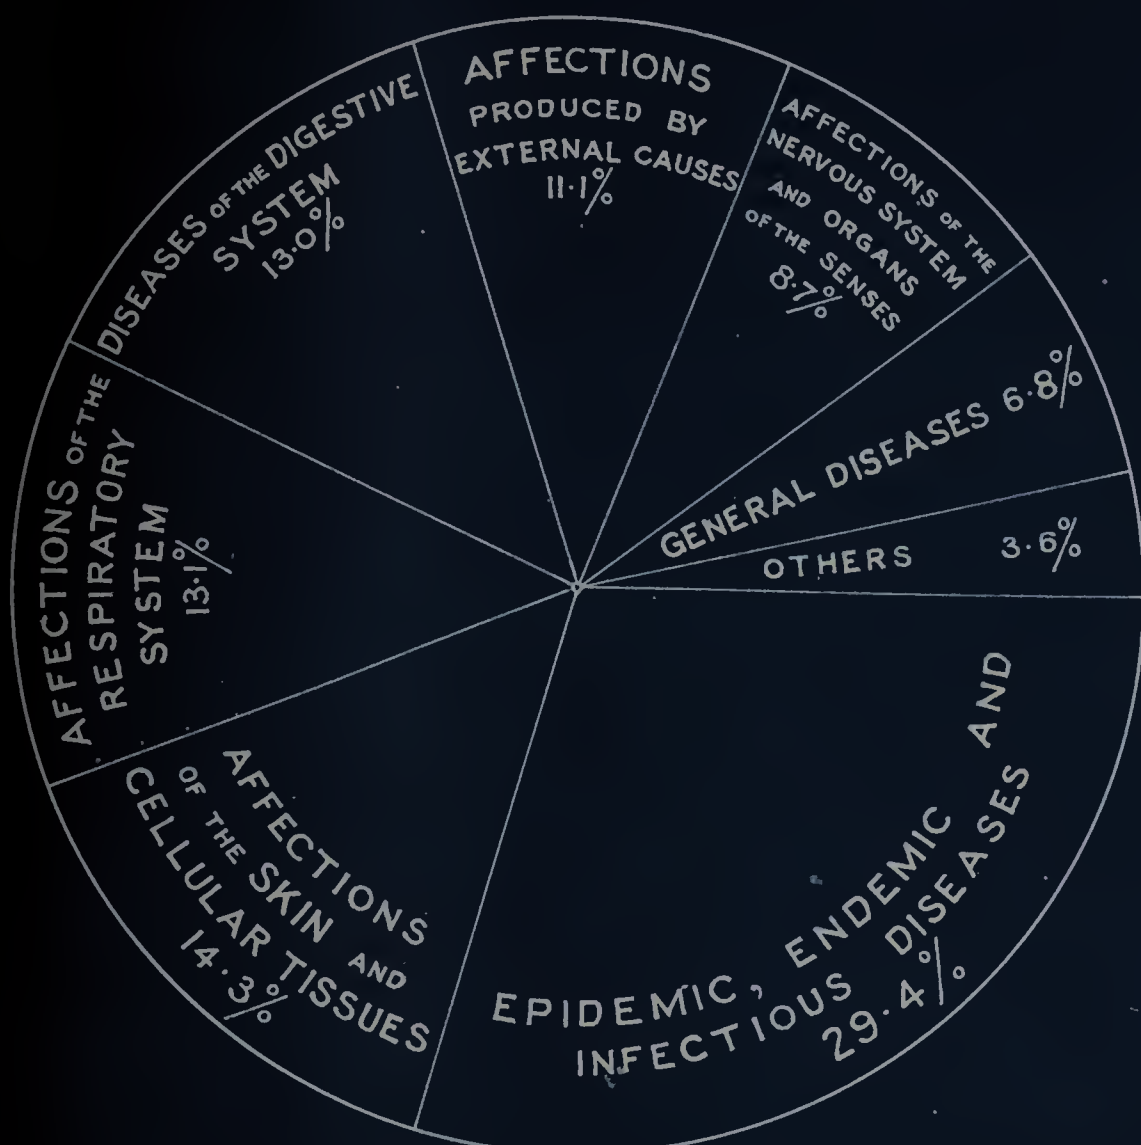 AFFECTIONS
PRODUCED BY
EXTERNAL CAUSES
11·1%
AFFECTIONS OF THE
NERVOUS SYSTEM
AND ORGANS
OF THE SENSES
8·7%
GENERAL DISEASES 6·8%
OTHERS 3·6%
EPIDEMIC, ENDEMIC AND
INFECTIOUS DISEASES
29·4%
AFFECTIONS
OF THE SKIN AND
CELLULAR TISSUES
14·3%
AFFECTIONS OF THE
RESPIRATORY
SYSTEM
13·1%
DISEASES OF THE DIGESTIVE
SYSTEM
13·0%